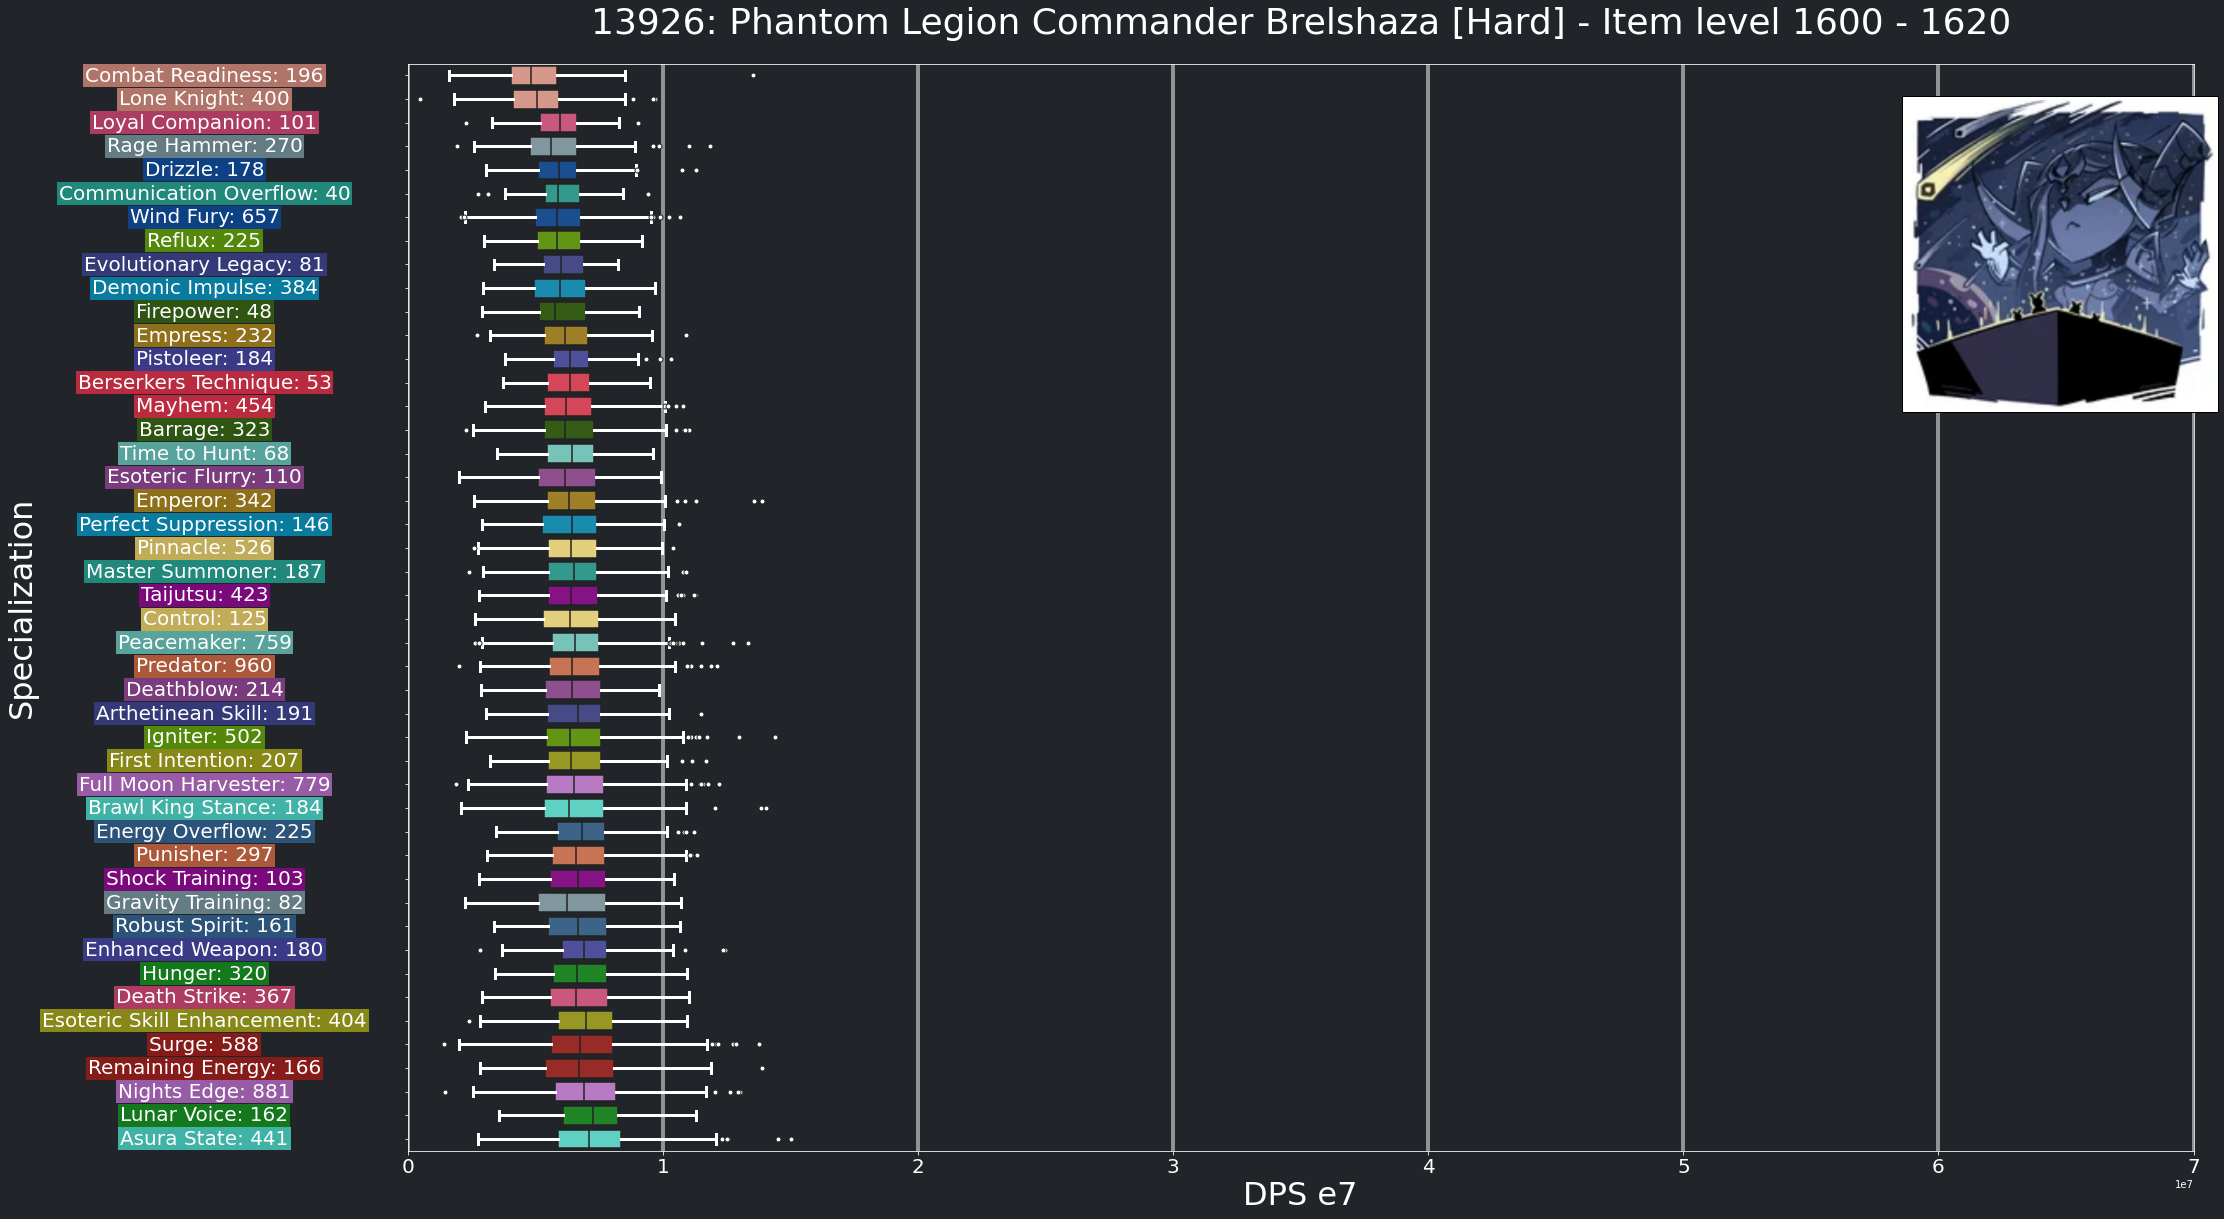 13926: Phantom Legion Commander Brelshaza [Hard] - Item level 1600 - 1620
Specialization
Combat Readiness: 196
Lone Knight: 400
Loyal Companion: 101
Rage Hammer: 270
Drizzle: 178
Communication Overflow: 40
Wind Fury: 657
Reflux: 225
Evolutionary Legacy: 81
Demonic Impulse: 384
Firepower: 48
Empress: 232
Pistoleer: 184
Berserkers Technique: 53
Mayhem: 454
Barrage: 323
Time to Hunt: 68
Esoteric Flurry: 110
Emperor: 342
Perfect Suppression: 146
Pinnacle: 526
Master Summoner: 187
Taijutsu: 423
Control: 125
Peacemaker: 759
Predator: 960
Deathblow: 214
Arthetinean Skill: 191
Igniter: 502
First Intention: 207
Full Moon Harvester: 779
Brawl King Stance: 184
Energy Overflow: 225
Punisher: 297
Shock Training: 103
Gravity Training: 82
Robust Spirit: 161
Enhanced Weapon: 180
Hunger: 320
Death Strike: 367
Esoteric Skill Enhancement: 404
Surge: 588
Remaining Energy: 166
Nights Edge: 881
Lunar Voice: 162
Asura State: 441
0 1 2 3 4 5 6 7
1e7
DPS e7